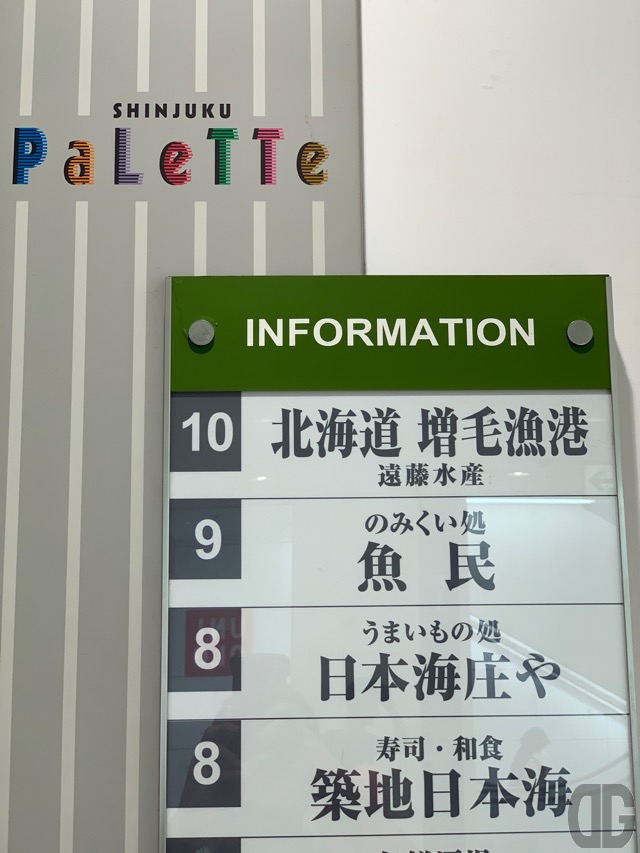 SHINJUKU
PaLeTTe
INFORMATION
10
北海道 増毛漁港
遠藤水産
9
のみくい処
魚民
8
うまいもの処
日本海庄や
8
寿司・和食
築地日本海
DG